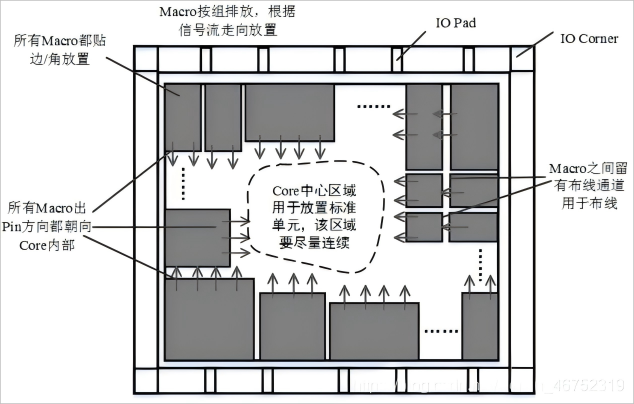 Macro按组排放，根据
信号流走向放置
IO Pad
IO Corner
所有Macro都贴
边/角放置
Macro之间留
有布线通道
用于布线
Core中心区域
用于放置标准
单元，该区域
要尽量连续
所有Macro出
Pin方向都朝向
Core内部